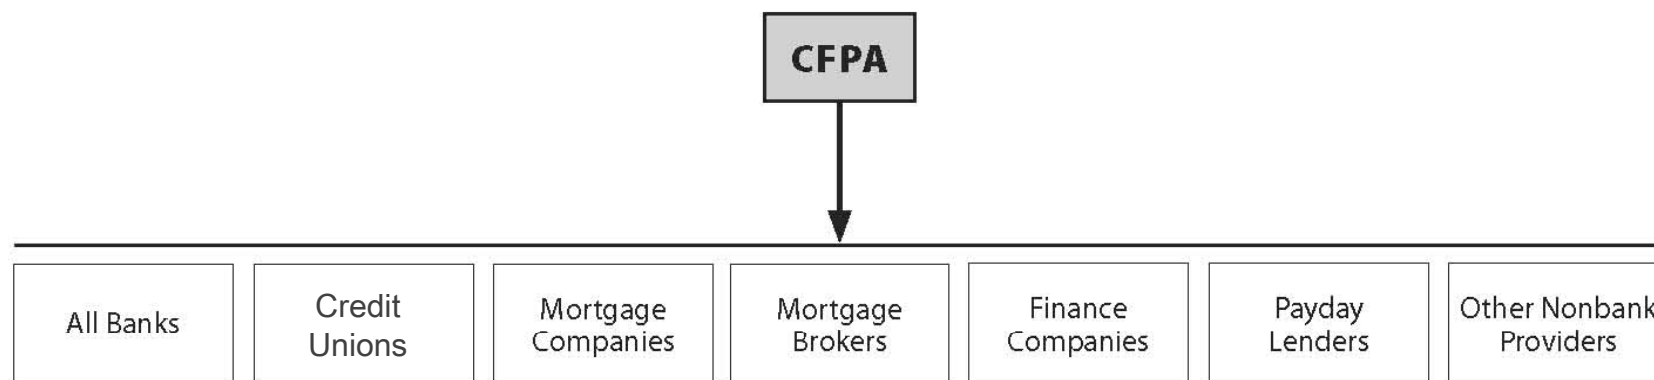 CFPA
All Banks
Credit
Unions
Mortgage
Companies
Mortgage
Brokers
Finance
Companies
Payday
Lenders
Other Nonbank
Providers